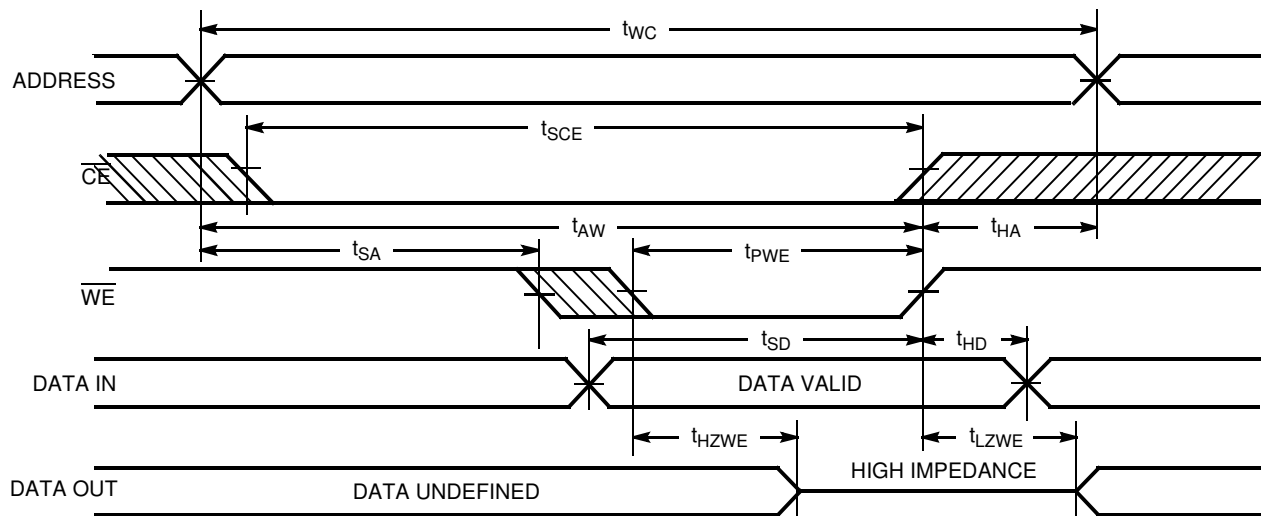 tWC
ADDRESS
tSCE
CE
tAW
tHA
tSA
tPWE
WE
tSD
tHD
DATA IN
DATA VALID
tHZWE
tLZWE
HIGH IMPEDANCE
DATA OUT
DATA UNDEFINED